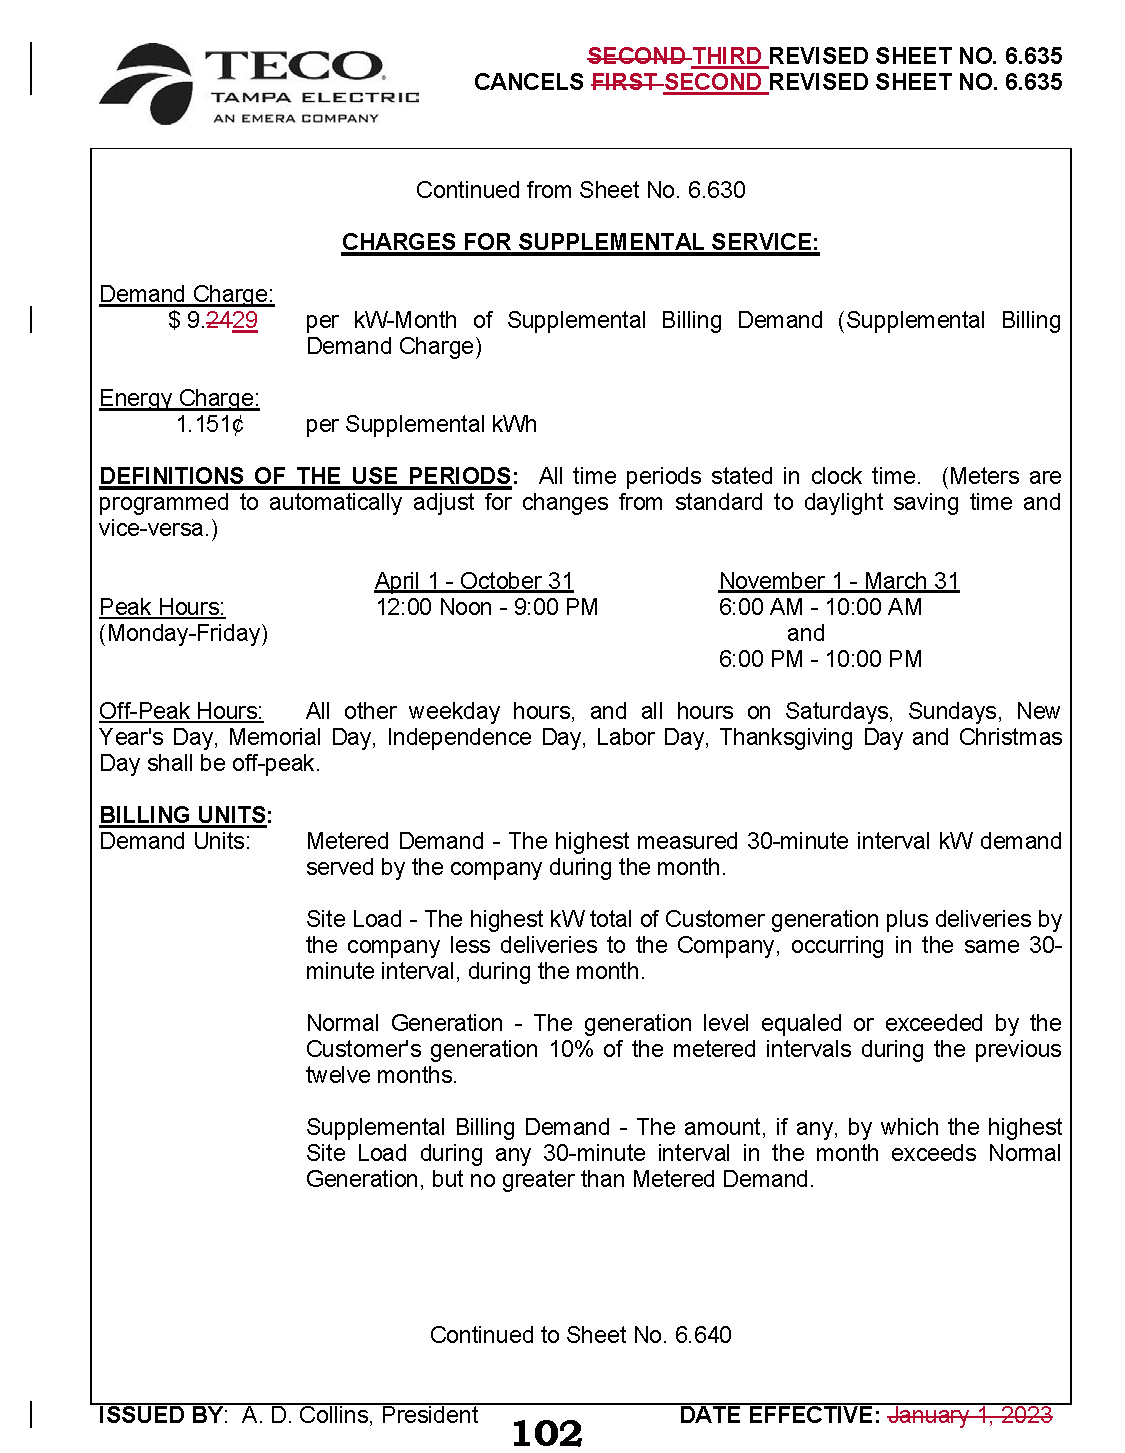 TECO
TAMPA ELECTRIC
AN EMERA COMPANY
SECOND THIRD REVISED SHEET NO. 6.635
CANCELS FIRST SECOND REVISED SHEET NO. 6.635
Continued from Sheet No. 6.630
CHARGES FOR SUPPLEMENTAL SERVICE:
Demand Charge:
$ 9.2429 per kW-Month of Supplemental Billing Demand (Supplemental Billing
Demand Charge)
Energy Charge:
1.151¢ per Supplemental kWh
DEFINITIONS OF THE USE PERIODS: All time periods stated in clock time. (Meters are
programmed to automatically adjust for changes from standard to daylight saving time and
vice-versa.)
April 1 - October 31 November 1 - March 31
Peak Hours: 12:00 Noon - 9:00 PM 6:00 AM - 10:00 AM
(Monday-Friday) and
6:00 PM - 10:00 PM
Off-Peak Hours: All other weekday hours, and all hours on Saturdays, Sundays, New
Year's Day, Memorial Day, Independence Day, Labor Day, Thanksgiving Day and Christmas
Day shall be off-peak.
BILLING UNITS:
Demand Units: Metered Demand - The highest measured 30-minute interval kW demand
served by the company during the month.
Site Load - The highest kW total of Customer generation plus deliveries by
the company less deliveries to the Company, occurring in the same 30-
minute interval, during the month.
Normal Generation - The generation level equaled or exceeded by the
Customer's generation 10% of the metered intervals during the previous
twelve months.
Supplemental Billing Demand - The amount, if any, by which the highest
Site Load during any 30-minute interval in the month exceeds Normal
Generation, but no greater than Metered Demand.
Continued to Sheet No. 6.640
ISSUED BY: A. D. Collins, President DATE EFFECTIVE: January 1, 2023
102